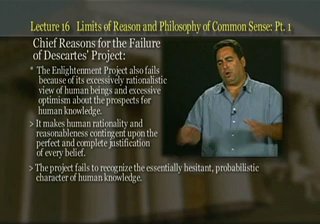 Lecture 16   Limits of Reason and Philosophy of Common Sense: Pt. 1
Chief Reasons for the Failure
of Descartes' Project:
* The Enlightenment Project also fails
because of its excessively rationalistic
view of human beings and excessive
optimism about the prospects for
human knowledge.
> It makes human rationality and
reasonableness contingent upon the
perfect and complete justification
of every belief.
> The project fails to recognize the essentially hesitant, probabilistic
character of human knowledge.